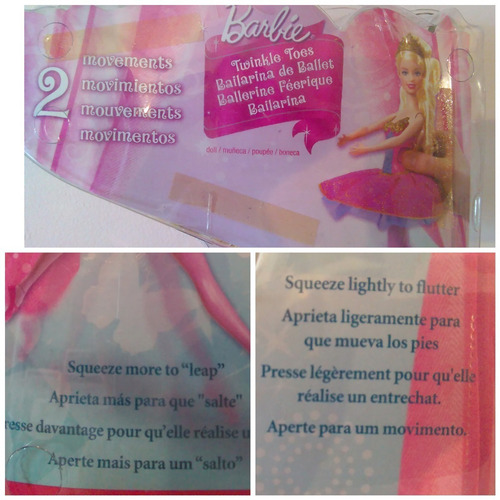 Barbie
Twinkle Toes
Bailarina de Ballet
Ballerine Féerique
Bailarina
doll / muñeca / poupée / boneca
2
movements
movimientos
mouvements
movimentos
Squeeze more to “leap”
Aprieta más para que "salte"
davantage pour qu'elle réalise
Aperte mais para um “salto”
Squeeze lightly to flutter
Aprieta ligeramente para
que mueva los pies
Presse légèrement pour qu'elle
réalise un entrechat.
Aperte para um movimento.